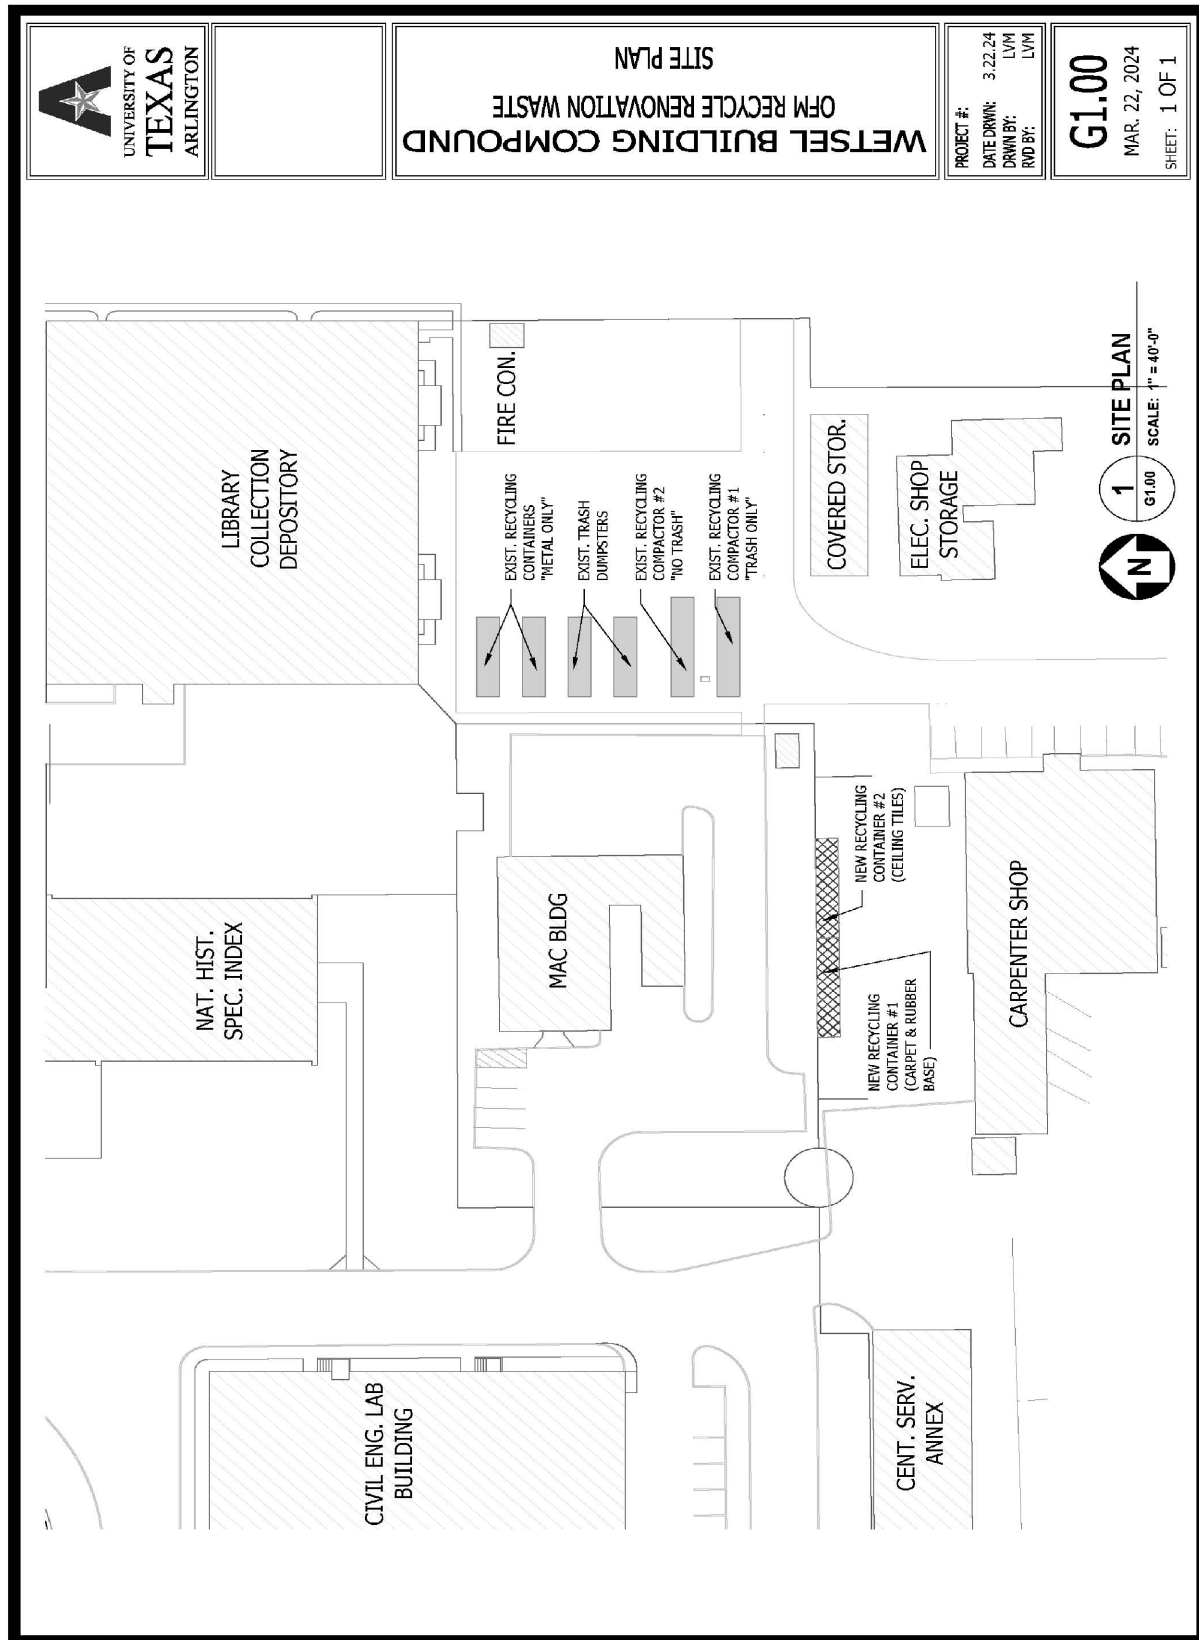 UNIVERSITY OF
TEXAS
ARLINGTON
WETSEL BUILDING COMPOUND
OFM RECYCLE RENOVATION WASTE
SITE PLAN
PROJECT #:
DATE DRWN: 3.22.24
DRWN BY: LVM
RVD BY: LVM
G1.00
MAR. 22, 2024
SHEET: 1 OF 1
LIBRARY
COLLECTION
DEPOSITORY
FIRE CON.
EXIST. RECYCLING
CONTAINERS
"METAL ONLY"
EXIST. TRASH
DUMPSTERS
EXIST. RECYCLING
COMPACTOR #2
"NO TRASH"
EXIST. RECYCLING
COMPACTOR #1
"TRASH ONLY"
COVERED STOR.
ELEC. SHOP
STORAGE
NAT. HIST.
SPEC. INDEX
MAC BLDG
NEW RECYCLING
CONTAINER #2
(CEILING TILES)
NEW RECYCLING
CONTAINER #1
(CARPET & RUBBER
BASE)
CARPENTER SHOP
CIVIL ENG. LAB
BUILDING
CENT. SERV.
ANNEX
N
1
G1.00
SITE PLAN
SCALE: 1" = 40'-0"